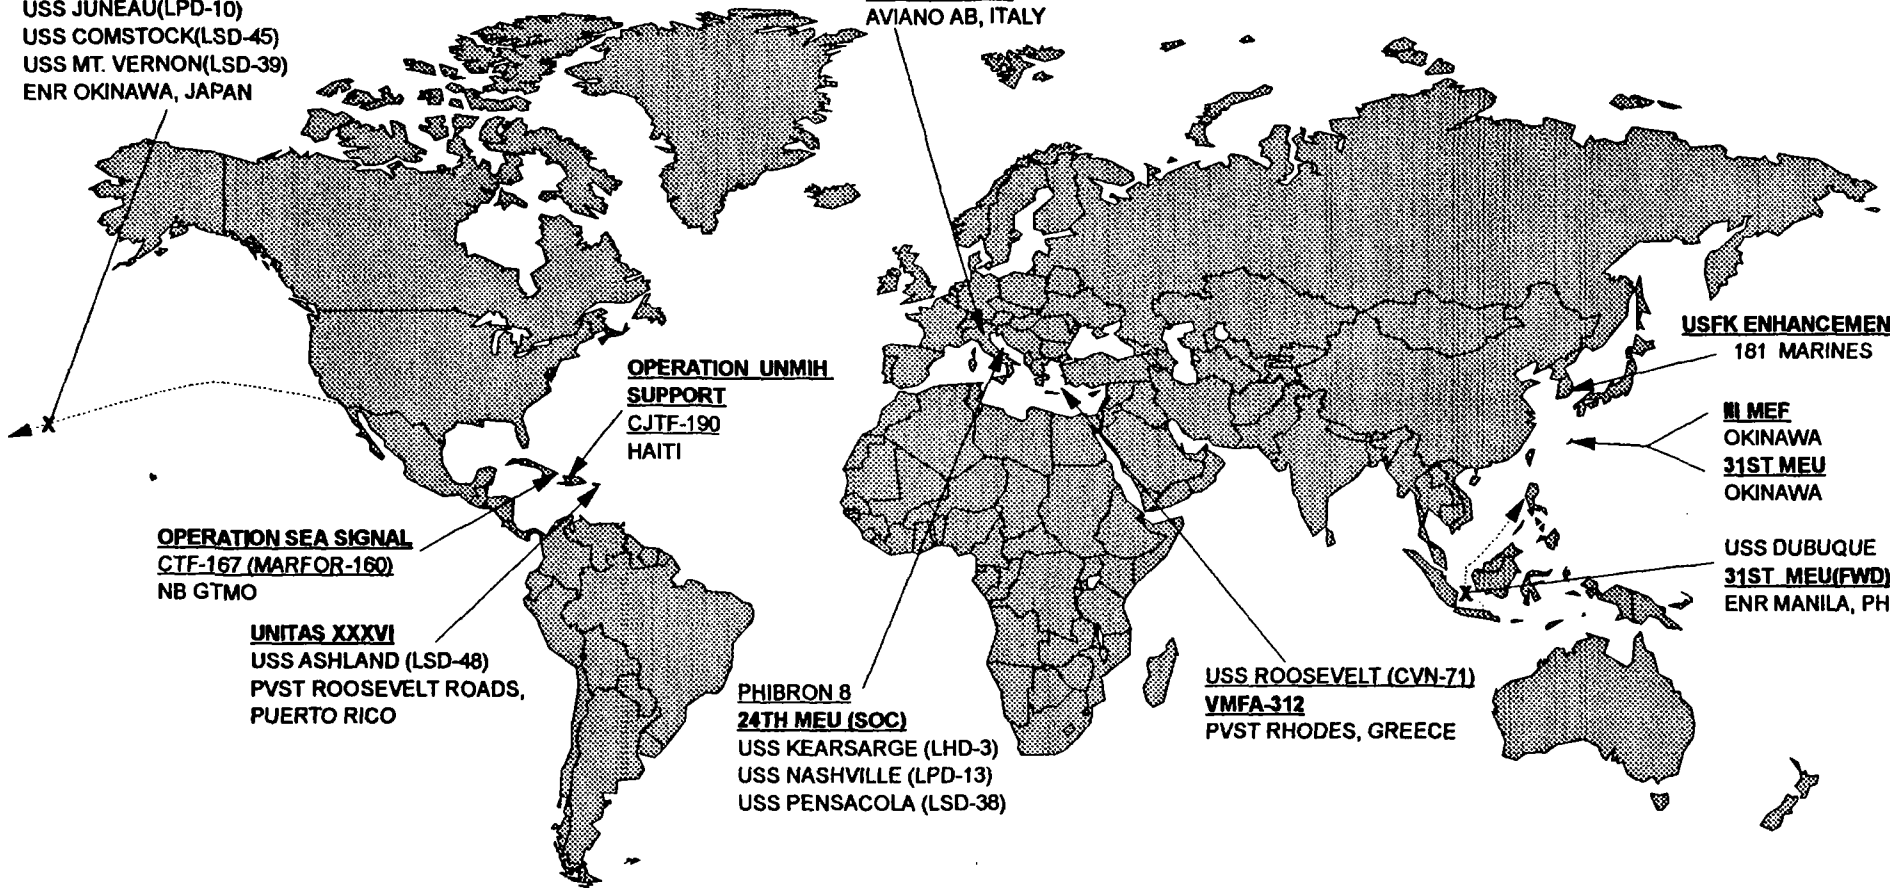 USS JUNEAU(LPD-10)
USS COMSTOCK(LSD-45)
USS MT. VERNON(LSD-39)
ENR OKINAWA, JAPAN
AVIANO AB, ITALY
USFK ENHANCEMEN
181 MARINES
OPERATION UNMIH
SUPPORT
CJTF-190
HAITI
III MEF
OKINAWA
31ST MEU
OKINAWA
OPERATION SEA SIGNAL
CTF-167 (MARFOR-160)
NB GTMO
USS DUBUQUE
31ST MEU(FWD)
ENR MANILA, PH
UNITAS XXXVI
USS ASHLAND (LSD-48)
PVST ROOSEVELT ROADS,
PUERTO RICO
PHIBRON 8
24TH MEU (SOC)
USS KEARSARGE (LHD-3)
USS NASHVILLE (LPD-13)
USS PENSACOLA (LSD-38)
USS ROOSEVELT (CVN-71)
VMFA-312
PVST RHODES, GREECE
X
X